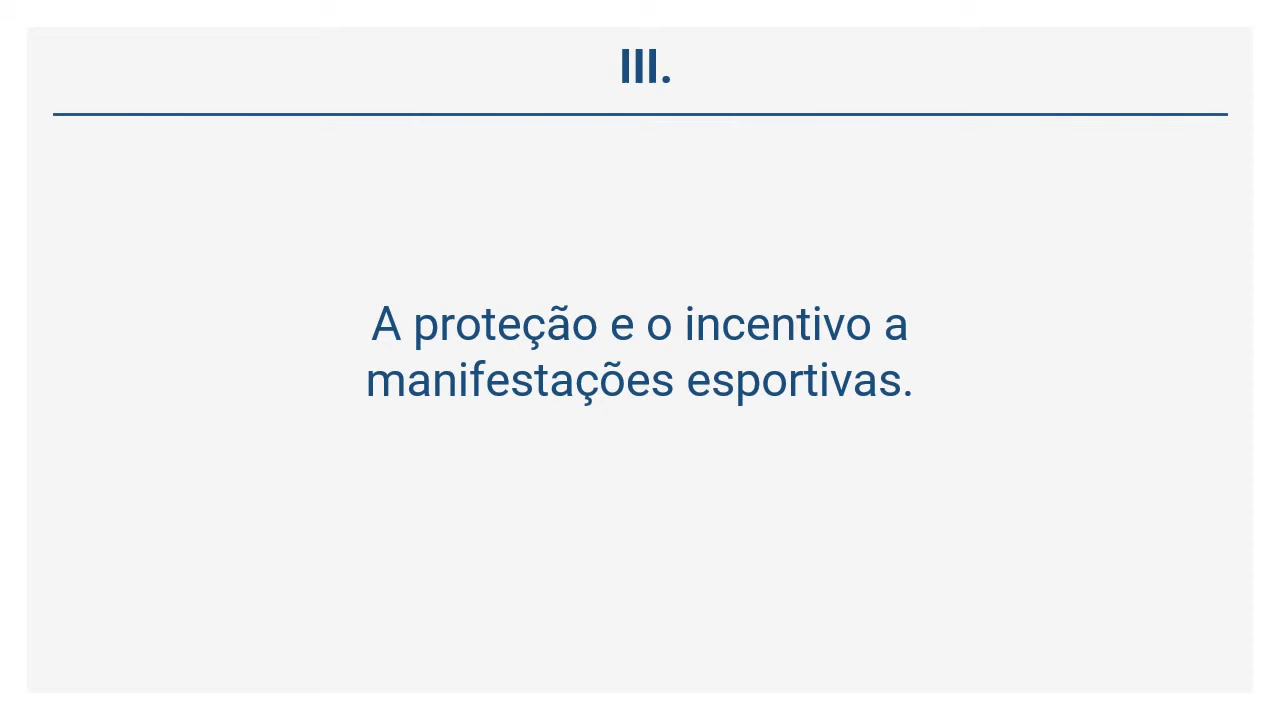 III.
A proteção e o incentivo a
manifestações esportivas.